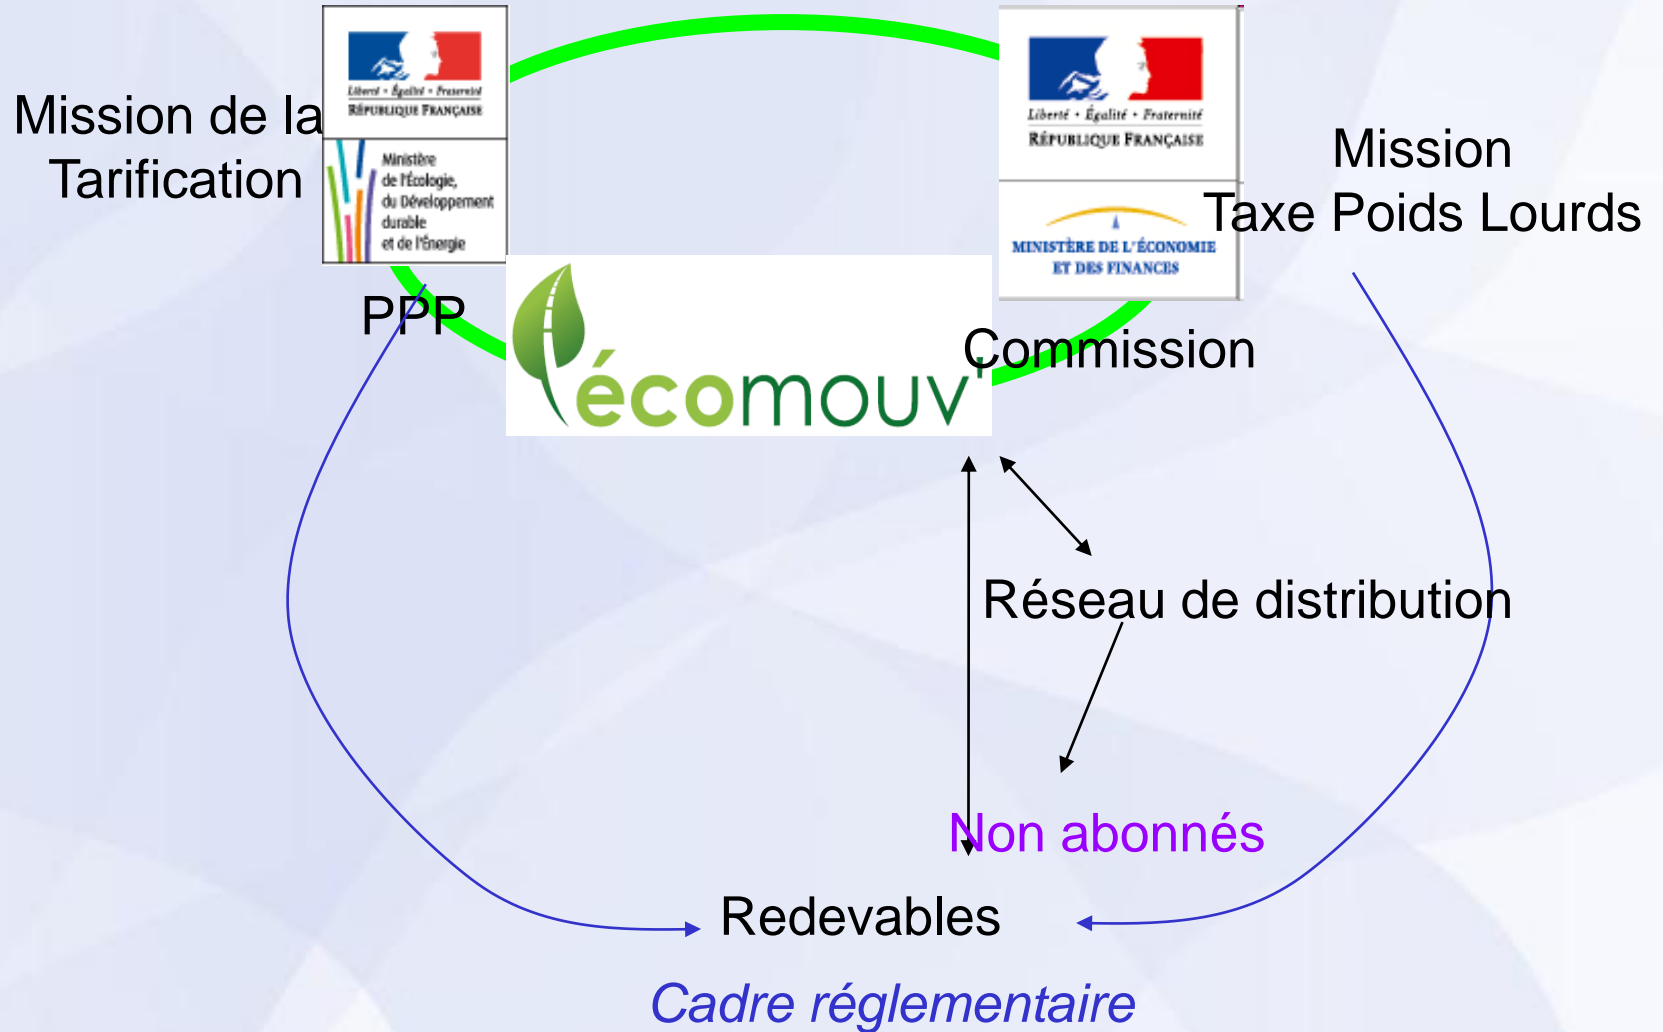 Mission de la
Tarification
Liberté • Égalité • Fraternité
RÉPUBLIQUE FRANÇAISE
Ministère
de l'Écologie,
du Développement
durable
et de l'Énergie
Liberté • Égalité • Fraternité
RÉPUBLIQUE FRANÇAISE
MINISTÈRE DE L'ÉCONOMIE
ET DES FINANCES
Mission
Taxe Poids Lourds
PPP
écomouv'
Commission
Réseau de distribution
Non abonnés
Redevables
Cadre réglementaire